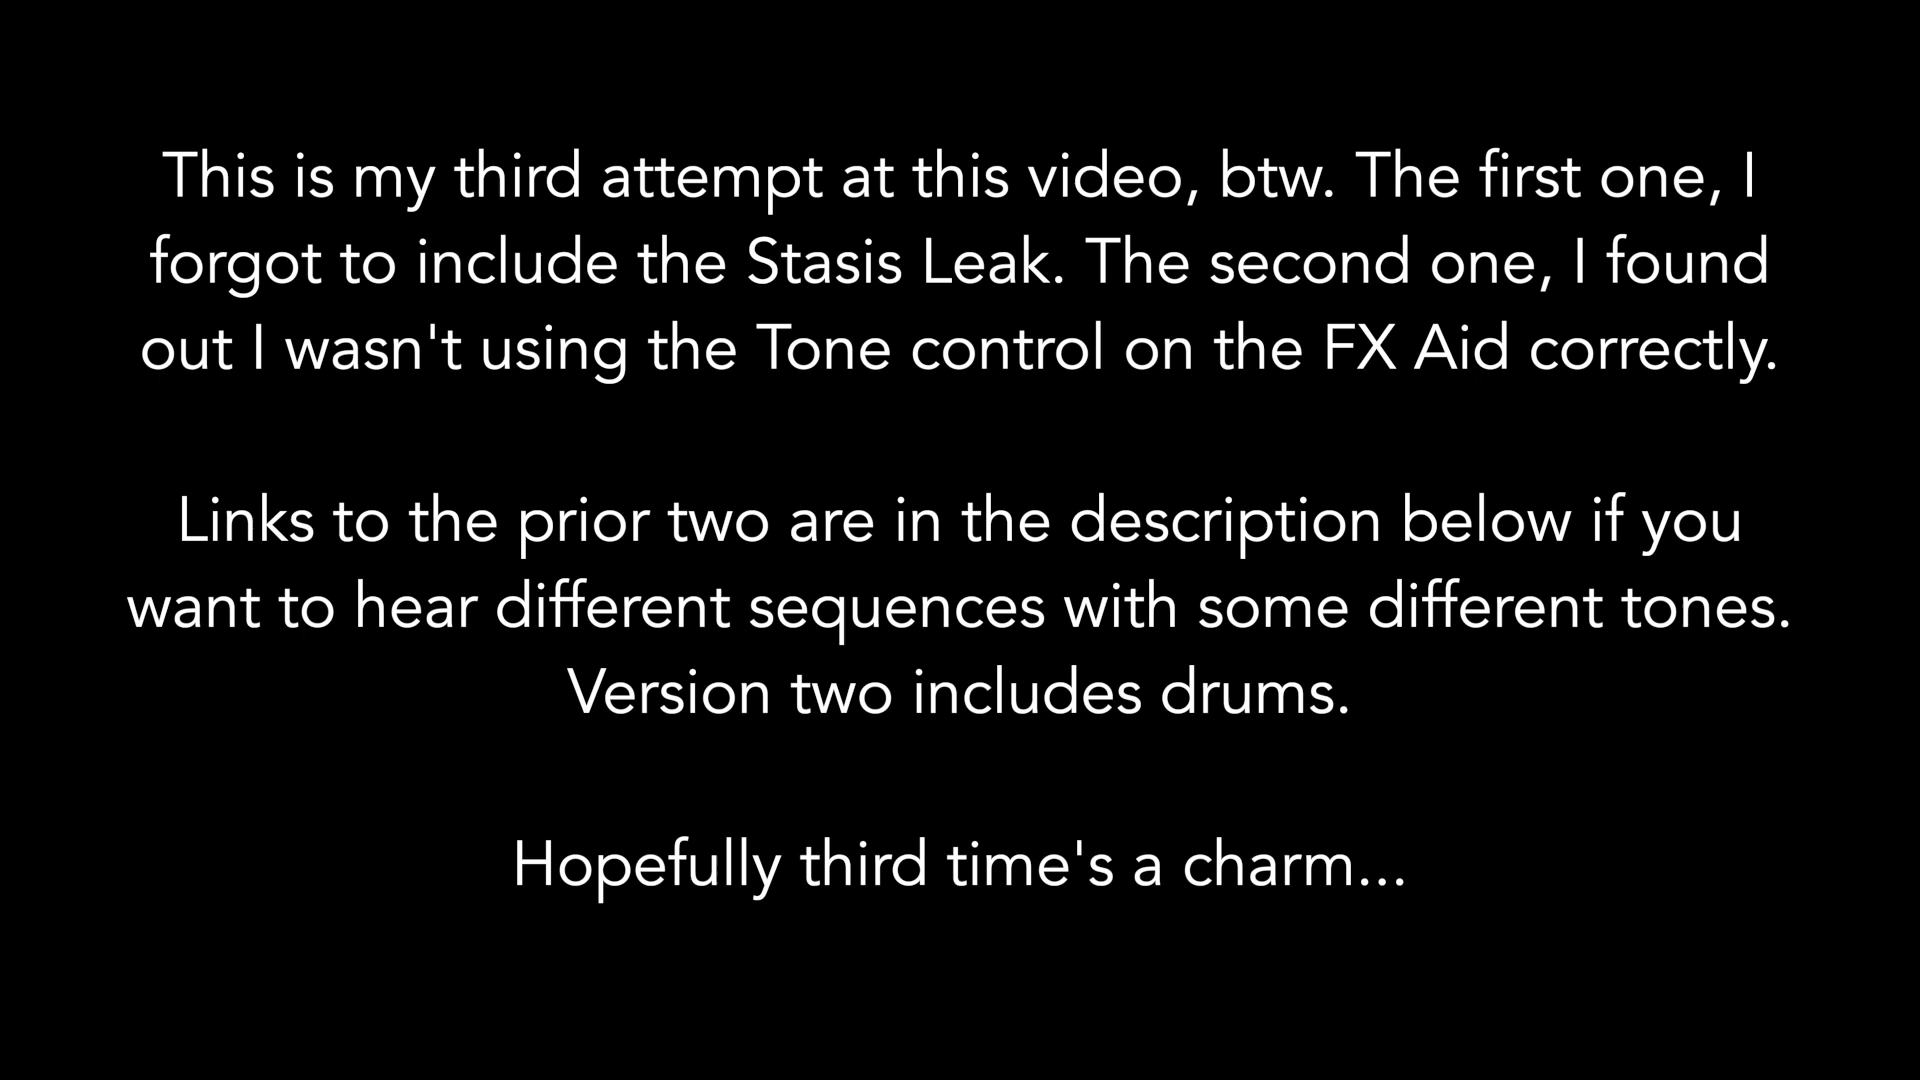 This is my third attempt at this video, btw. The first one, I
forgot to include the Stasis Leak. The second one, I found
out I wasn't using the Tone control on the FX Aid correctly.
Links to the prior two are in the description below if you
want to hear different sequences with some different tones.
Version two includes drums.
Hopefully third time's a charm...